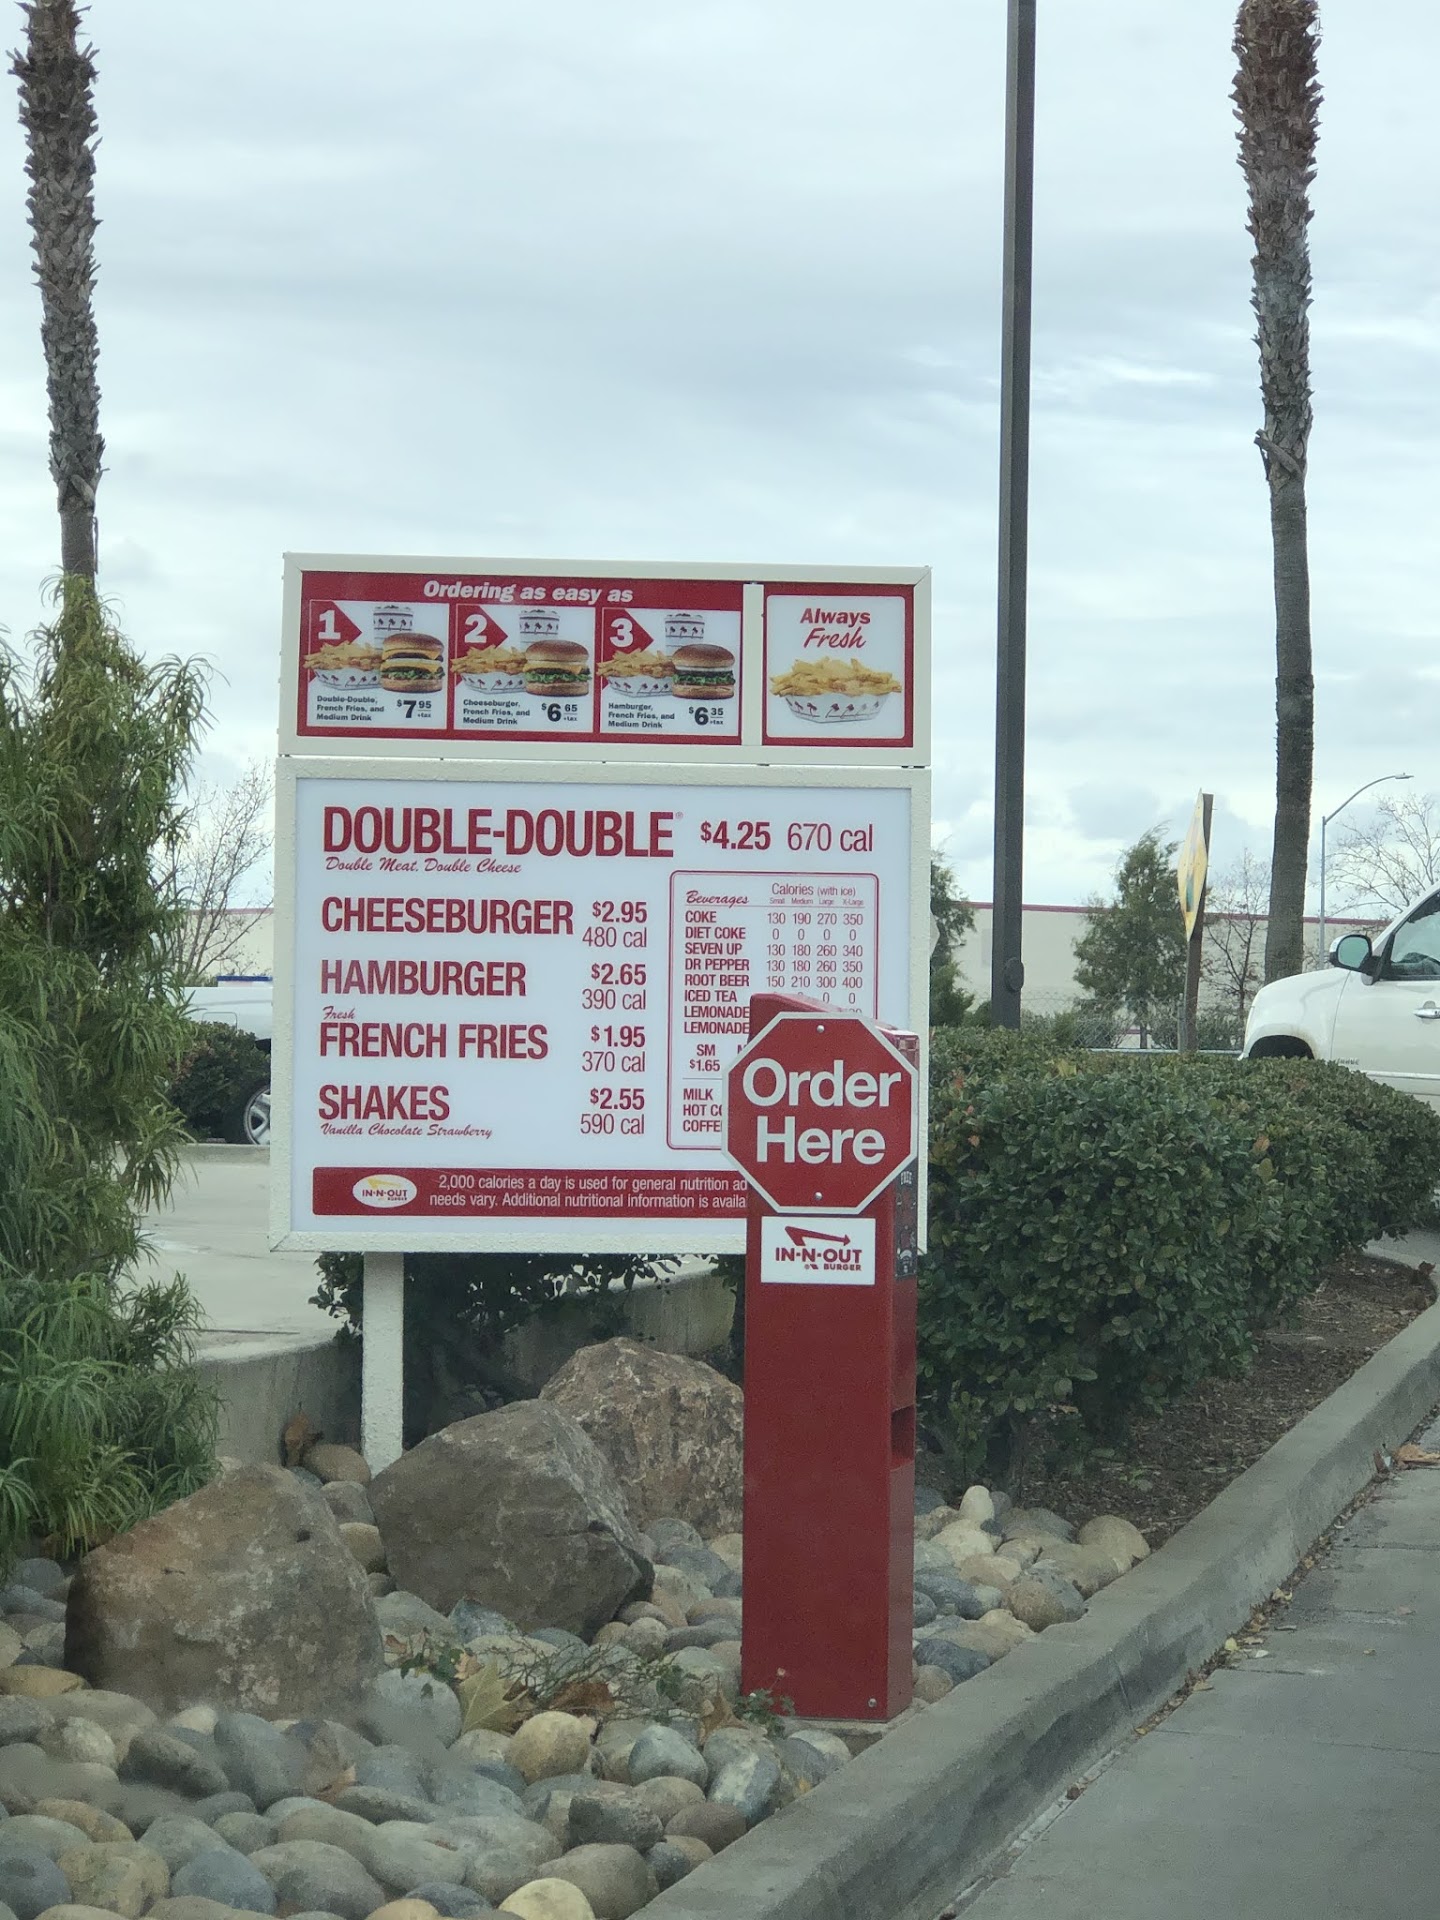 Ordering as easy as
1
Double-Double,
French Fries, and
Medium Drink
$7 95
+tax
2
Cheeseburger,
French Fries, and
Medium Drink
$6 65
+tax
3
Hamburger,
French Fries, and
Medium Drink
$6 35
+tax
Always
Fresh
DOUBLE-DOUBLE® $4.25 670 cal
Double Meat. Double Cheese
CHEESEBURGER $2.95
480 cal
HAMBURGER $2.65
390 cal
Fresh
FRENCH FRIES $1.95
370 cal
SHAKES $2.55
Vanilla Chocolate Strawberry 590 cal
Beverages Calories (with ice)
Small Medium Large X-Large
COKE 130 190 270 350
DIET COKE 0 0 0 0
SEVEN UP 130 180 260 340
DR PEPPER 130 180 260 350
ROOT BEER 150 210 300 400
ICED TEA 0 0
LEMONADE
LEMONADE
SM
$1.65
MILK
HOT C
COFFE
IN-N-OUT
BURGER
2,000 calories a day is used for general nutrition ad
needs vary. Additional nutritional information is availa
Order
Here
IN-N-OUT
BURGER